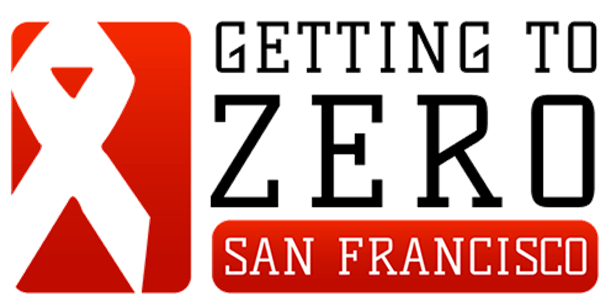 GETTING TO
ZERO
SAN FRANCISCO